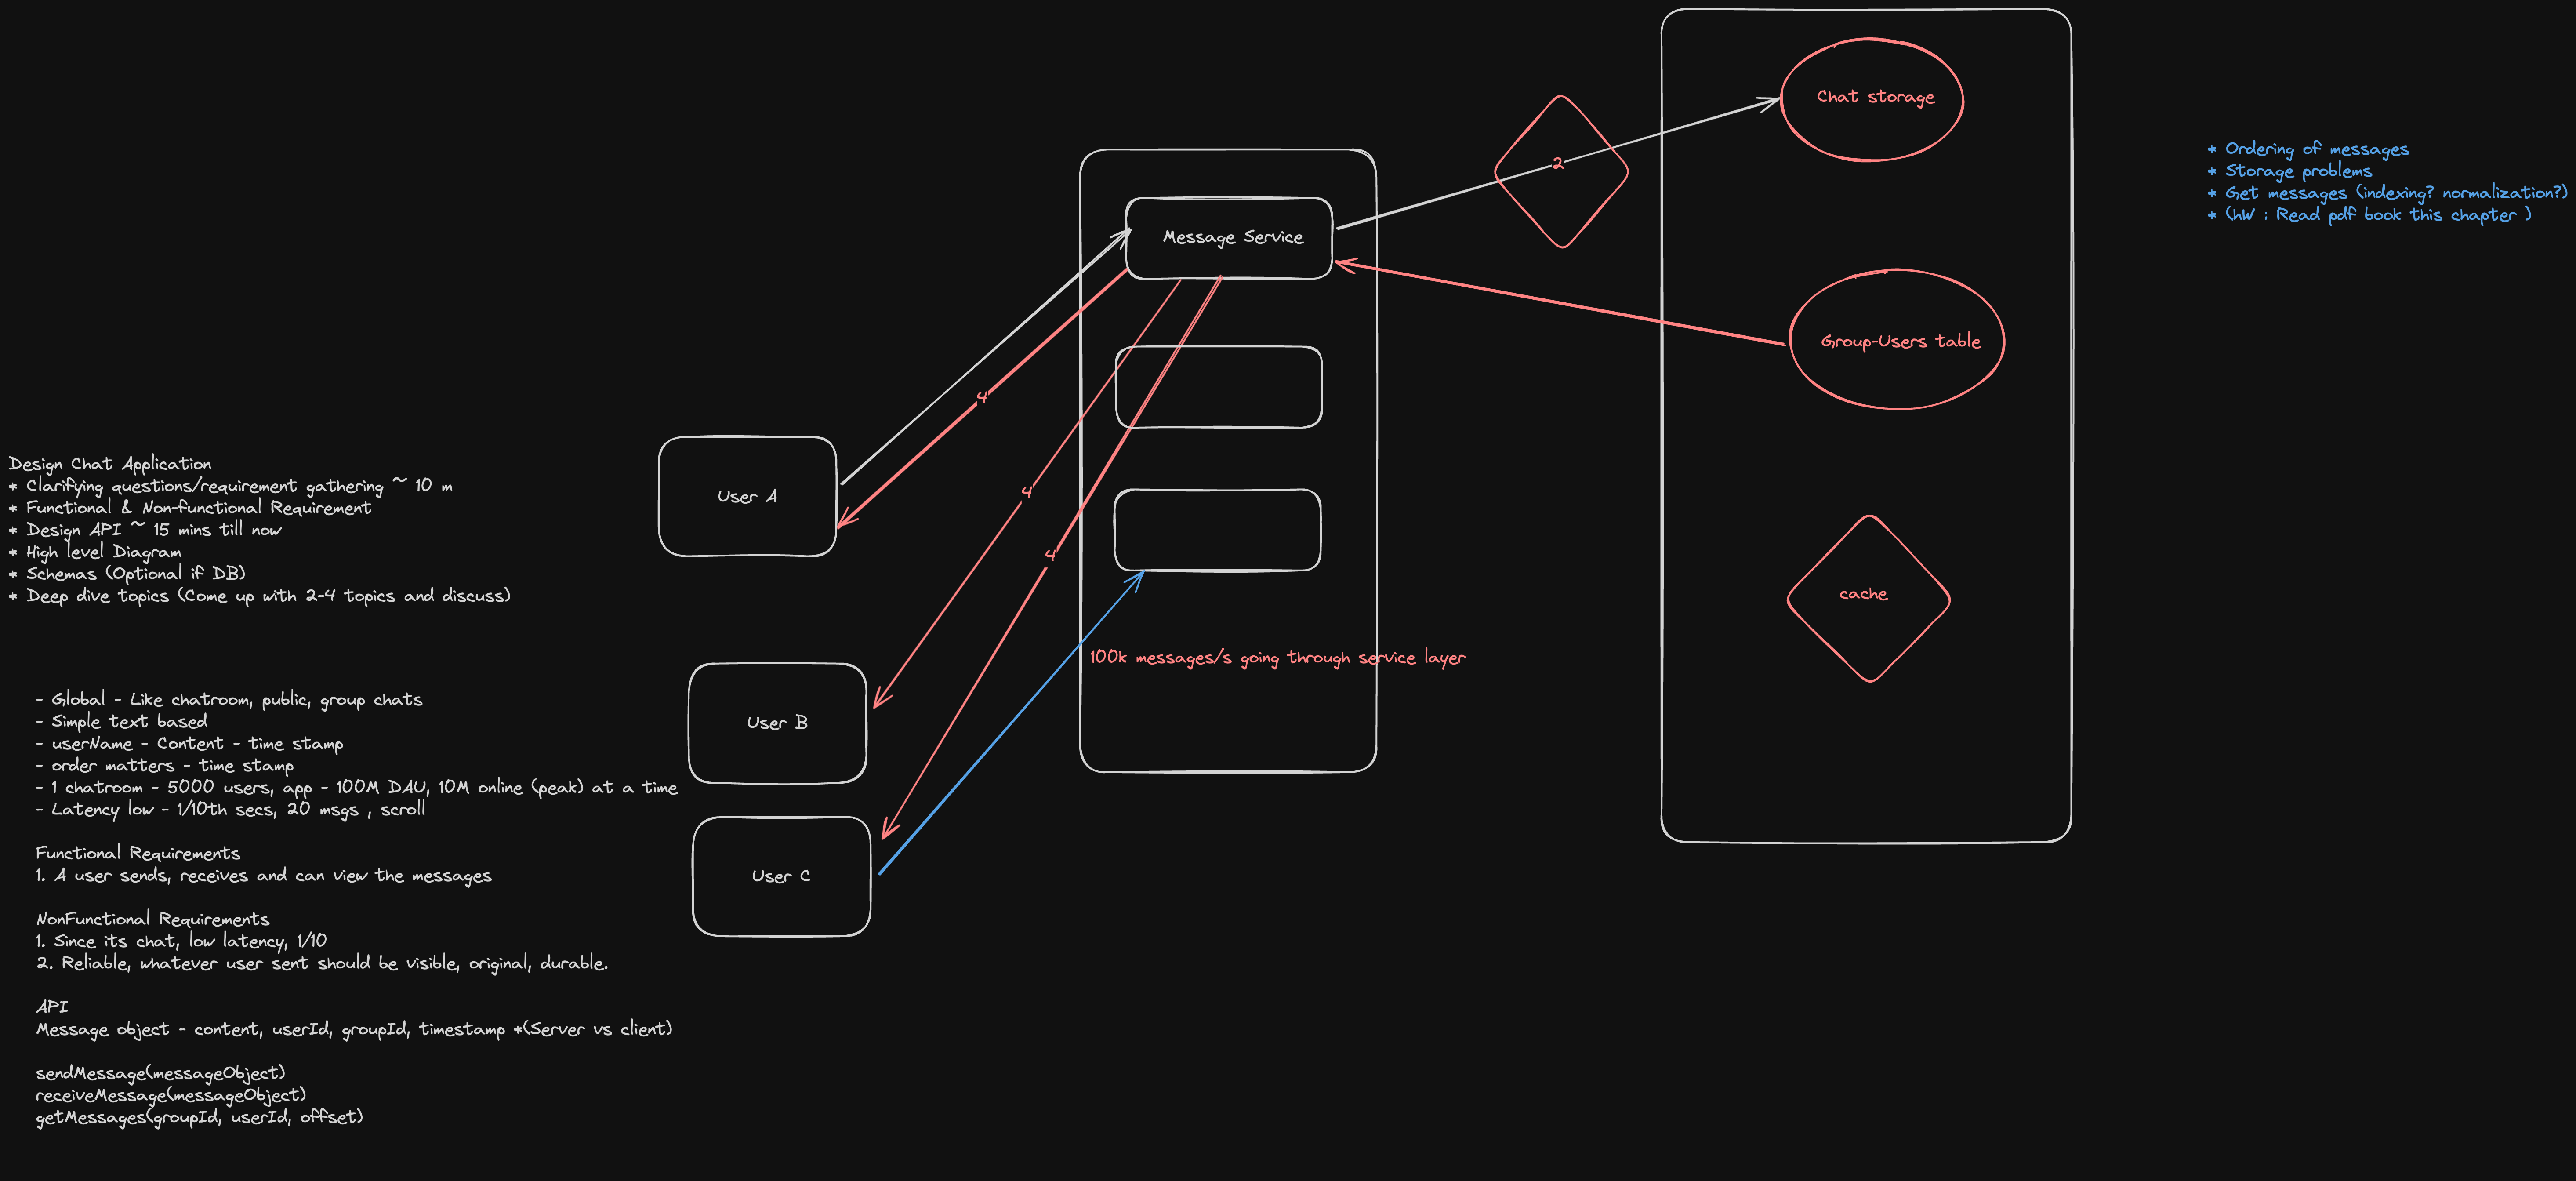 Design Chat Application
* Clarifying questions/requirement gathering ~ 10 m
* Functional & Non-functional Requirement
* Design API ~ 15 mins till now
* High level Diagram
* Schemas (Optional if DB)
* Deep dive topics (Come up with 2-4 topics and discuss)
- Global - Like chatroom, public, group chats
- Simple text based
- userName - Content - time stamp
- order matters - time stamp
- 1 chatroom - 5000 users, app - 100M DAU, 10M online (peak) at a time
- Latency low - 1/10th secs, 20 msgs , scroll
Functional Requirements
1. A user sends, receives and can view the messages
NonFunctional Requirements
1. Since its chat, low latency, 1/10
2. Reliable, whatever user sent should be visible, original, durable.
API
Message object - content, userId, groupId, timestamp *(Server vs client)
sendMessage(messageObject)
receiveMessage(messageObject)
getMessages(groupId, userId, offset)
User A
User B
User C
4
4
4
Message Service
100k messages/s going through service layer
2
Chat storage
Group-Users table
cache
* Ordering of messages
* Storage problems
* Get messages (indexing? normalization?)
* (hW : Read pdf book this chapter )